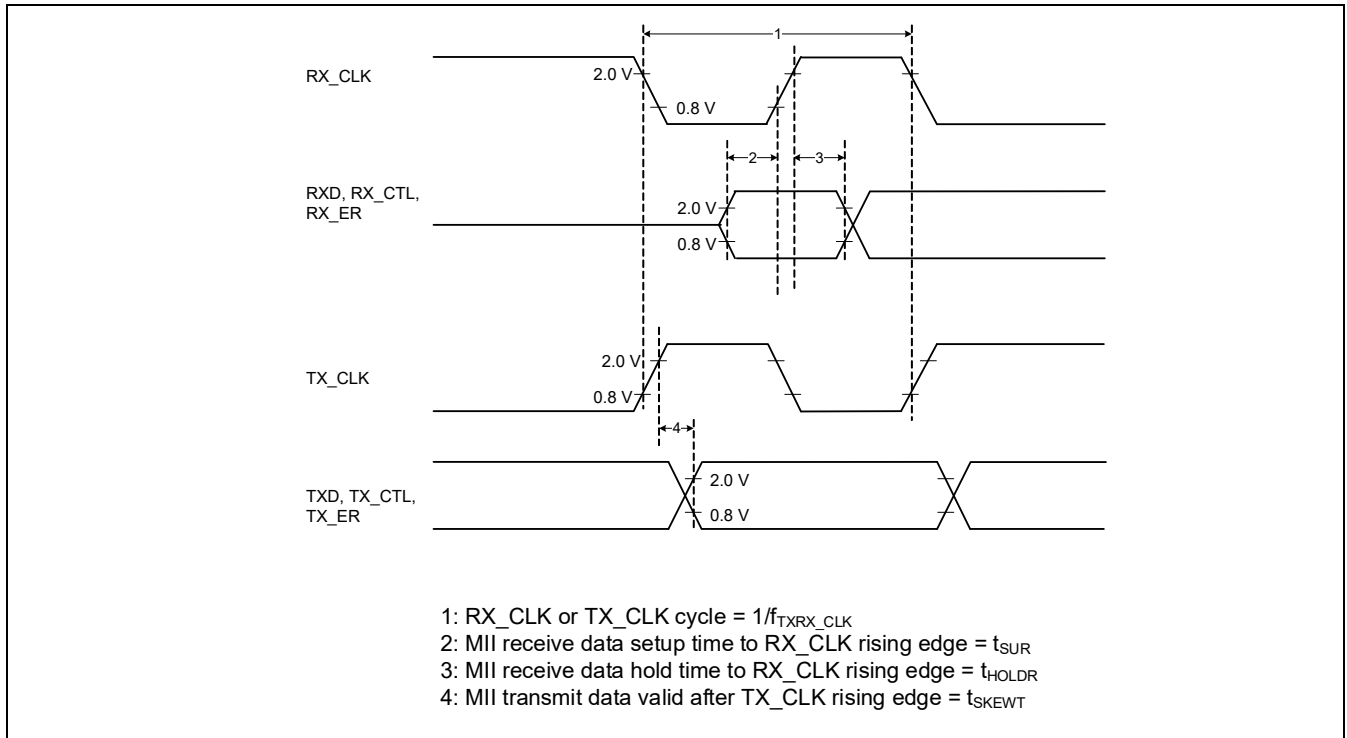 1
RX_CLK
2.0 V
0.8 V
2
3
RXD, RX_CTL,
RX_ER
2.0 V
0.8 V
2.0 V
TX_CLK
0.8 V
4
TXD, TX_CTL,
TX_ER
2.0 V
0.8 V
1: RX_CLK or TX_CLK cycle = 1/fTXRX_CLK
2: MII receive data setup time to RX_CLK rising edge = tSUR
3: MII receive data hold time to RX_CLK rising edge = tHOLDR
4: MII transmit data valid after TX_CLK rising edge = tSKEWT